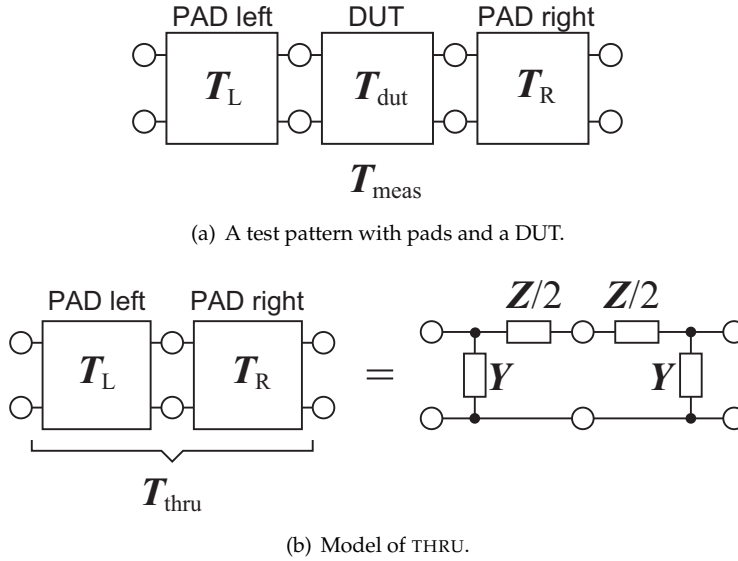 PAD left DUT PAD right
T_L T_dut T_R
T_meas
(a) A test pattern with pads and a DUT.
PAD left PAD right Z/2 Z/2
T_L T_R = Y Y
T_thru
(b) Model of THRU.